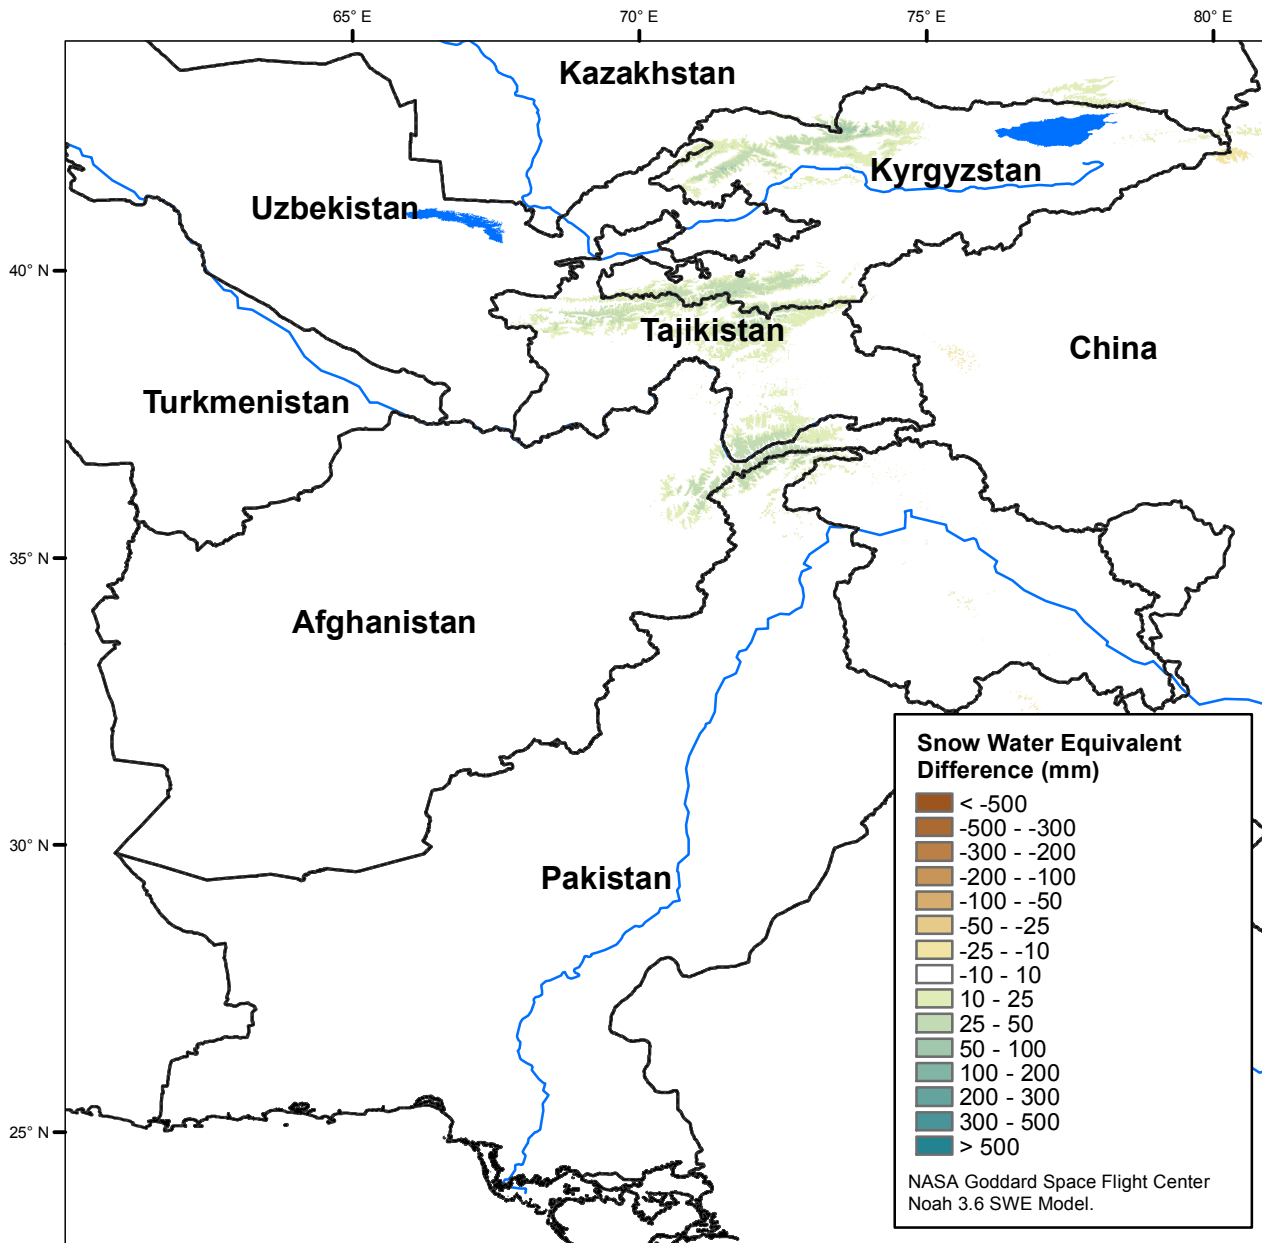 65° E
70° E
75° E
80° E
Kazakhstan
Kyrgyzstan
Uzbekistan
40° N
Tajikistan
China
Turkmenistan
35° N
Afghanistan
30° N
Pakistan
25° N
Snow Water Equivalent
Difference (mm)
< -500
-500 - -300
-300 - -200
-200 - -100
-100 - -50
-50 - -25
-25 - -10
-10 - 10
10 - 25
25 - 50
50 - 100
100 - 200
200 - 300
300 - 500
> 500
NASA Goddard Space Flight Center
Noah 3.6 SWE Model.